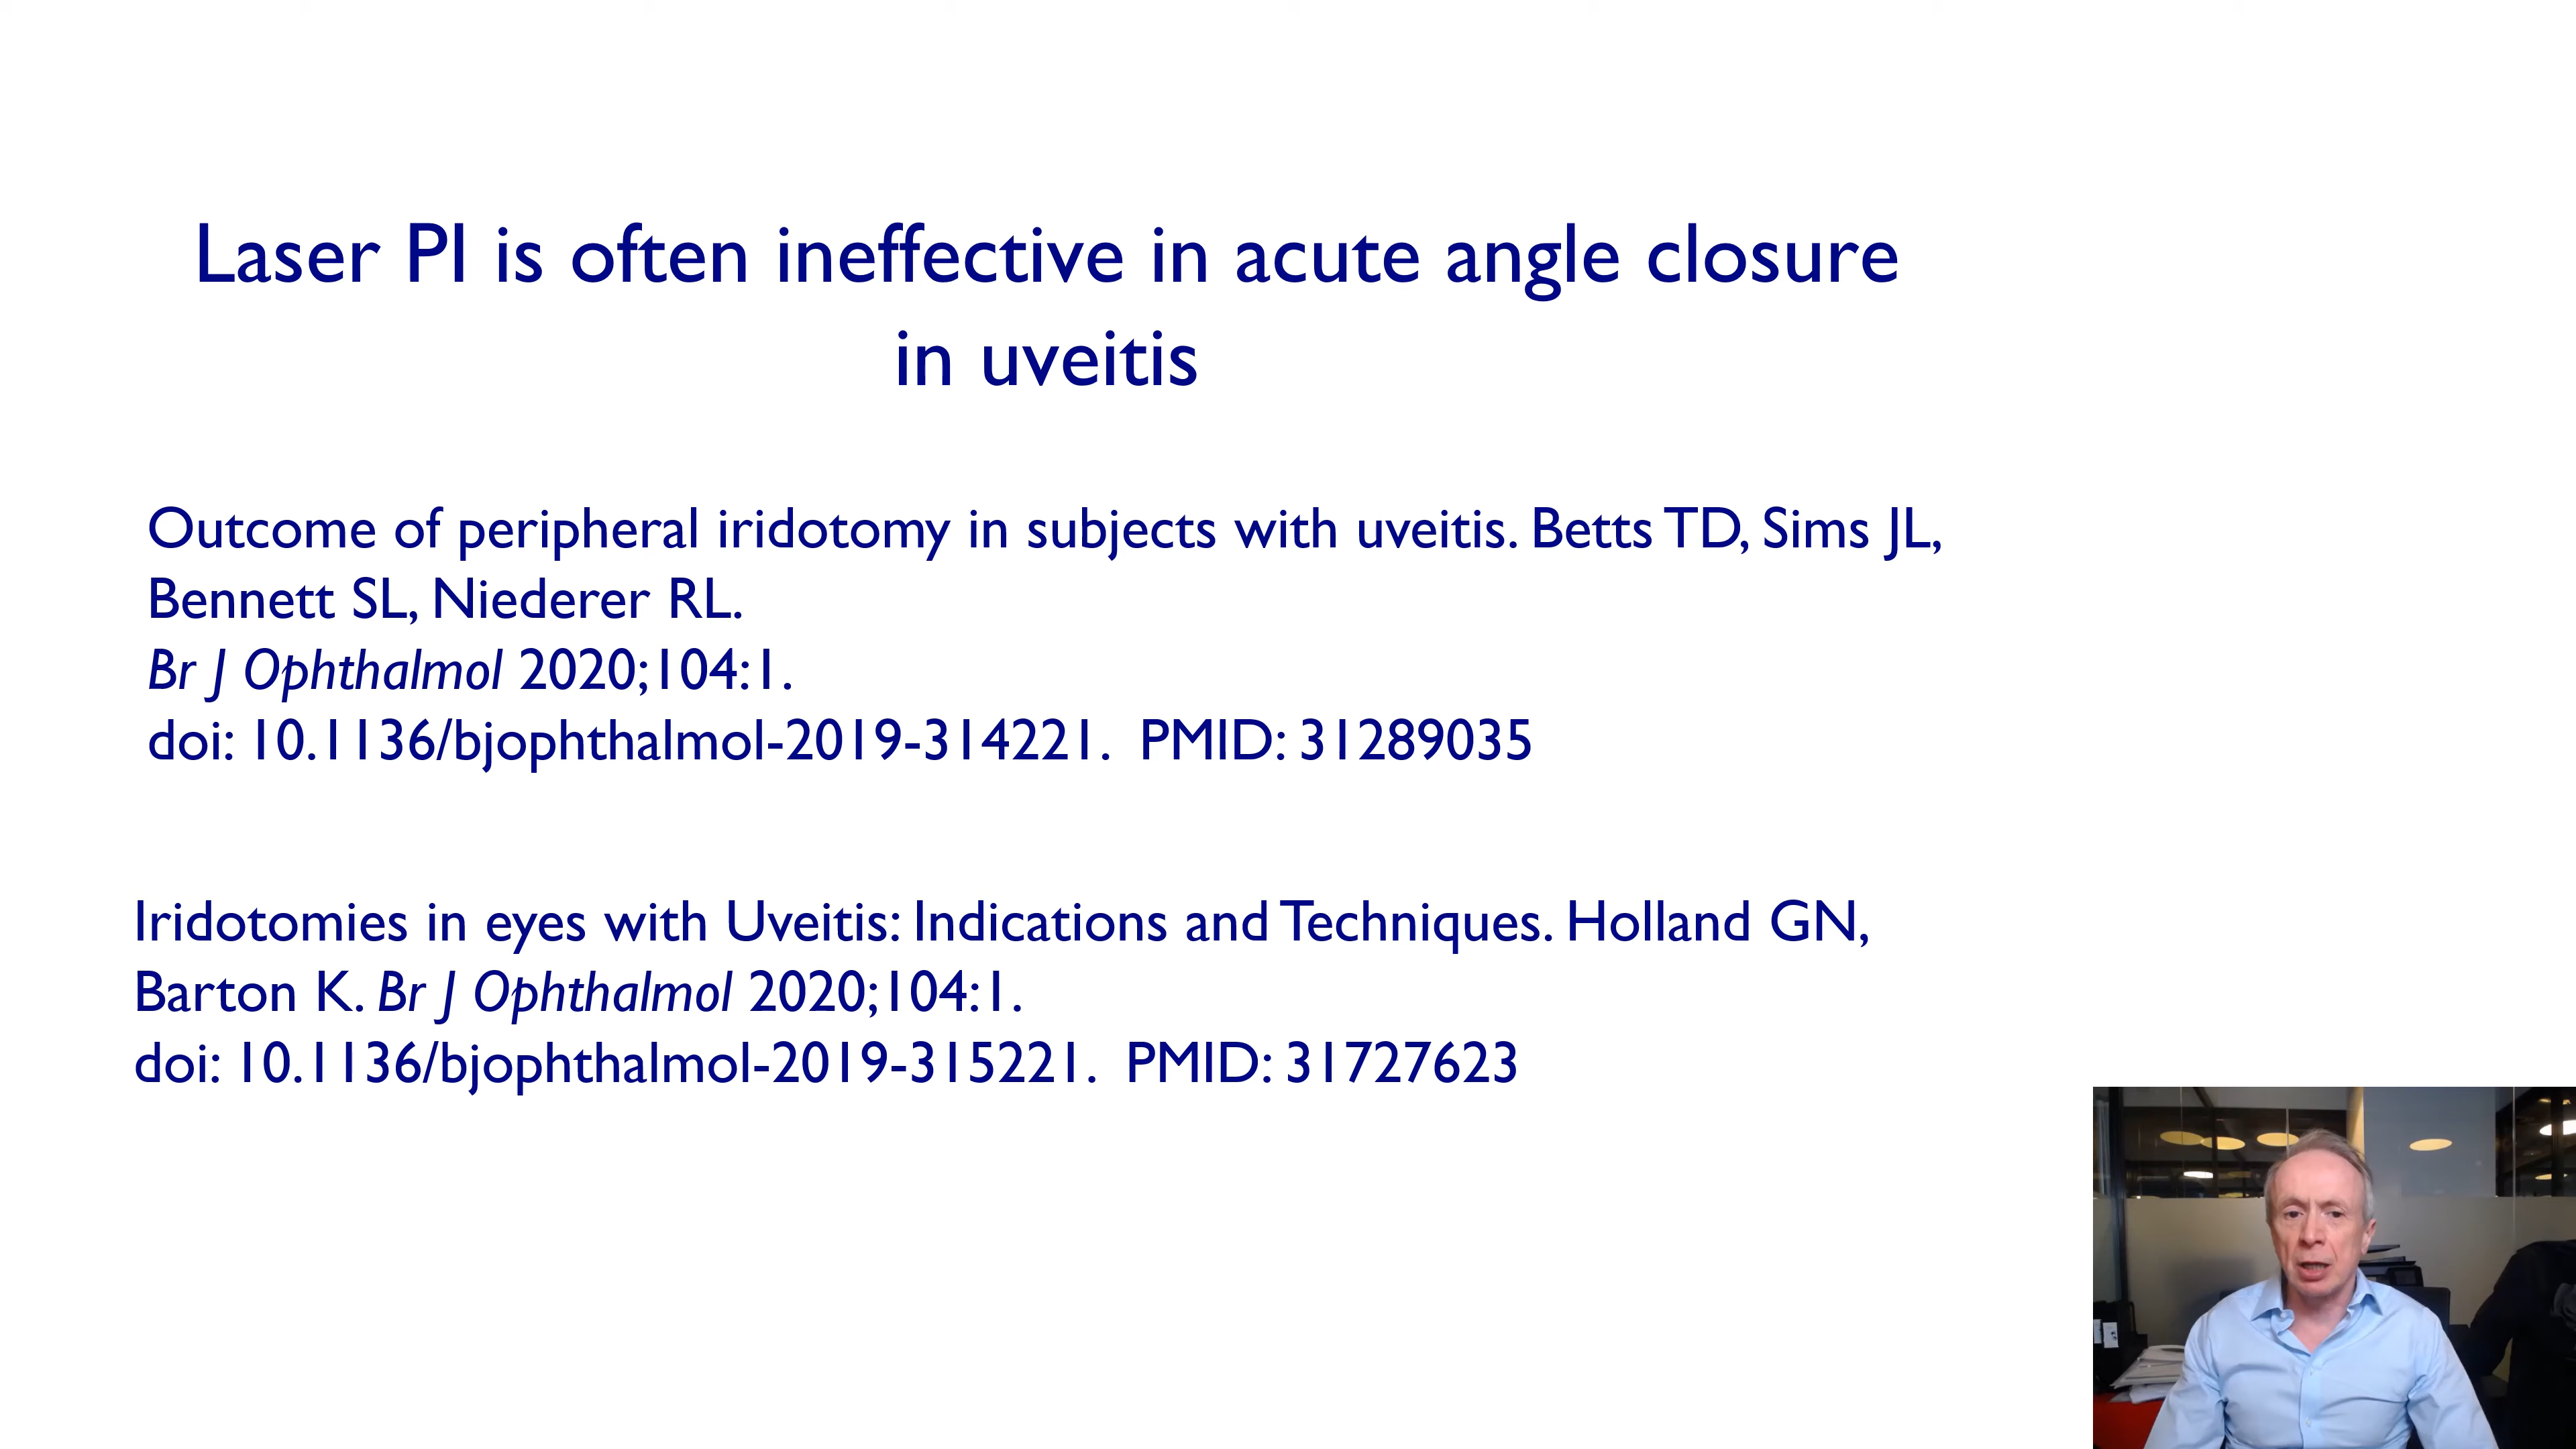 Laser PI is often ineffective in acute angle closure
in uveitis
Outcome of peripheral iridotomy in subjects with uveitis. Betts TD, Sims JL,
Bennett SL, Niederer RL.
Br J Ophthalmol 2020;104:1.
doi: 10.1136/bjophthalmol-2019-314221.  PMID: 31289035
Iridotomies in eyes with Uveitis: Indications and Techniques. Holland GN,
Barton K. Br J Ophthalmol 2020;104:1.
doi: 10.1136/bjophthalmol-2019-315221.  PMID: 31727623